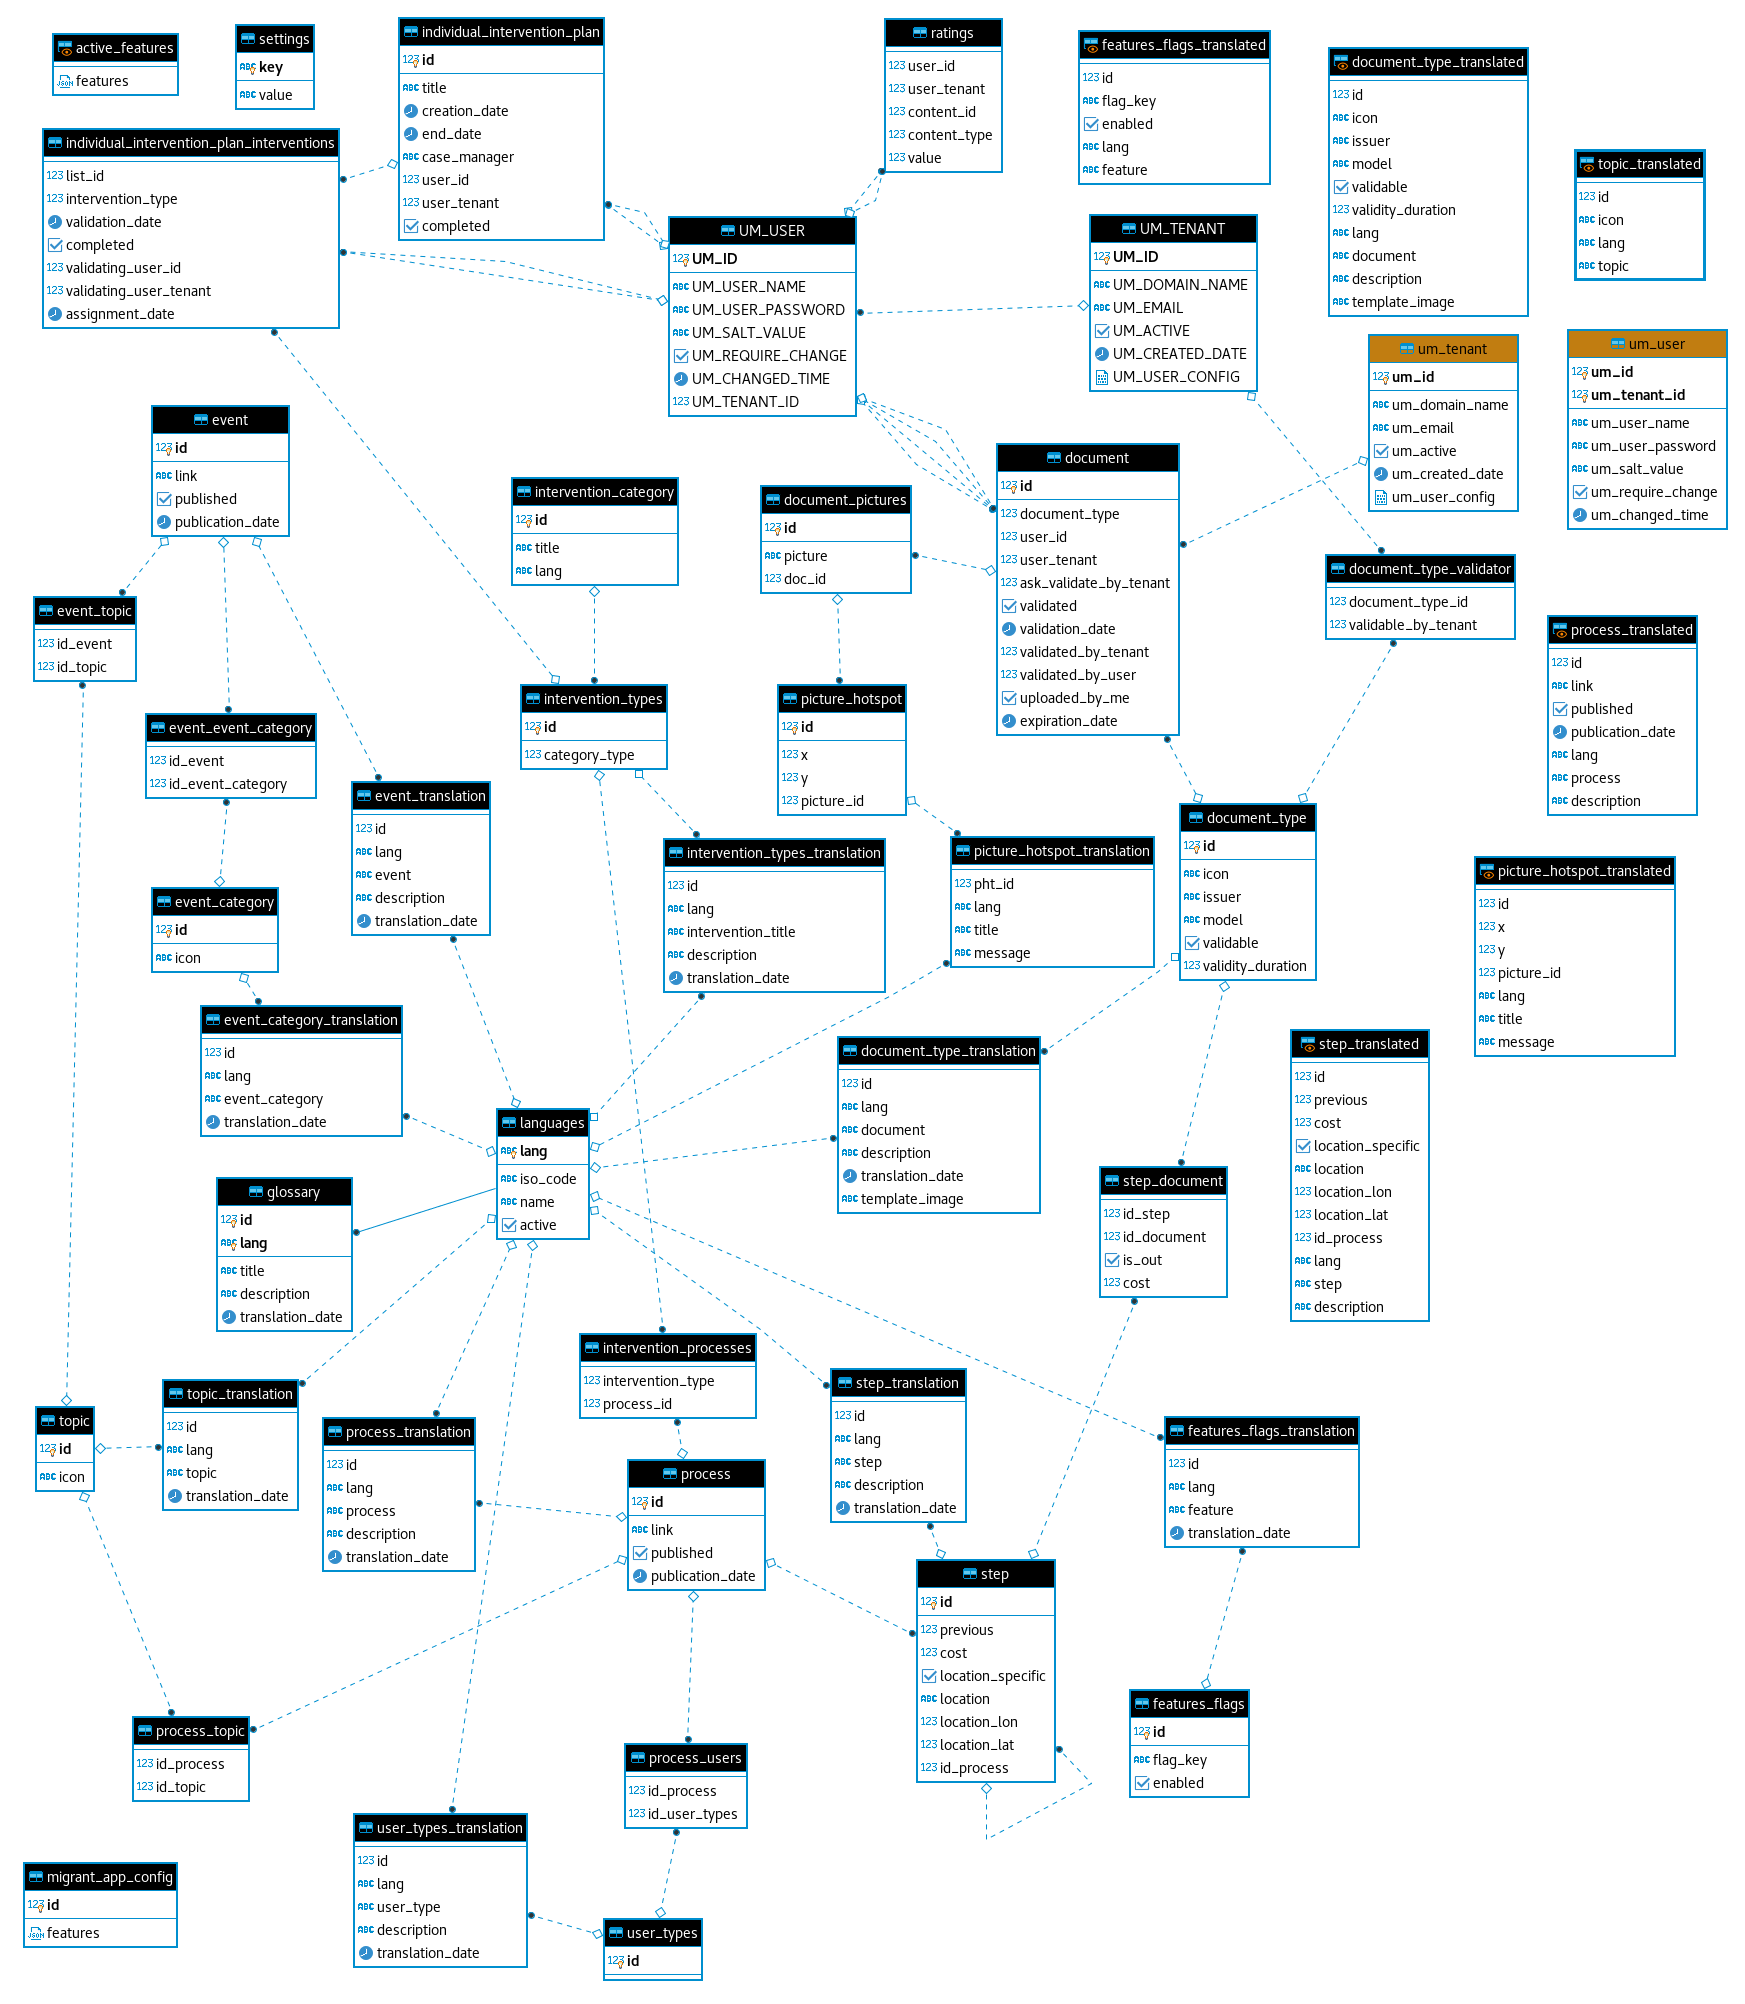 active_features
features
settings
key
value
individual_intervention_plan
id
title
creation_date
end_date
case_manager
user_id
user_tenant
completed
ratings
user_id
user_tenant
content_id
content_type
value
features_flags_translated
id
flag_key
enabled
lang
feature
document_type_translated
id
icon
issuer
model
validable
validity_duration
lang
document
description
template_image
topic_translated
id
icon
lang
topic
individual_intervention_plan_interventions
list_id
intervention_type
validation_date
completed
validating_user_id
validating_user_tenant
assignment_date
UM_USER
UM_ID
UM_USER_NAME
UM_USER_PASSWORD
UM_SALT_VALUE
UM_REQUIRE_CHANGE
UM_CHANGED_TIME
UM_TENANT_ID
UM_TENANT
UM_ID
UM_DOMAIN_NAME
UM_EMAIL
UM_ACTIVE
UM_CREATED_DATE
UM_USER_CONFIG
um_tenant
um_id
um_domain_name
um_email
um_active
um_created_date
um_user_config
um_user
um_id
um_tenant_id
um_user_name
um_user_password
um_salt_value
um_require_change
um_changed_time
event
id
link
published
publication_date
intervention_category
id
title
lang
document_pictures
id
picture
doc_id
document
id
document_type
user_id
user_tenant
ask_validate_by_tenant
validated
validation_date
validated_by_tenant
validated_by_user
uploaded_by_me
expiration_date
document_type_validator
document_type_id
validable_by_tenant
event_topic
id_event
id_topic
process_translated
id
link
published
publication_date
lang
process
description
event_event_category
id_event
id_event_category
intervention_types
id
category_type
picture_hotspot
id
x
y
picture_id
event_translation
id
lang
event
description
translation_date
intervention_types_translation
id
lang
intervention_title
description
translation_date
picture_hotspot_translation
pht_id
lang
title
message
document_type
id
icon
issuer
model
validable
validity_duration
picture_hotspot_translated
id
x
y
picture_id
lang
title
message
event_category
id
icon
event_category_translation
id
lang
event_category
translation_date
document_type_translation
id
lang
document
description
translation_date
template_image
step_translated
id
previous
cost
location_specific
location
location_lon
location_lat
id_process
lang
step
description
languages
lang
iso_code
name
active
glossary
id
lang
title
description
translation_date
step_document
id_step
id_document
is_out
cost
intervention_processes
intervention_type
process_id
topic
id
icon
topic_translation
id
lang
topic
translation_date
process_translation
id
lang
process
description
translation_date
step_translation
id
lang
step
description
translation_date
features_flags_translation
id
lang
feature
translation_date
process
id
link
published
publication_date
step
id
previous
cost
location_specific
location
location_lon
location_lat
id_process
features_flags
id
flag_key
enabled
process_topic
id_process
id_topic
process_users
id_process
id_user_types
user_types_translation
id
lang
user_type
description
translation_date
migrant_app_config
id
features
user_types
id